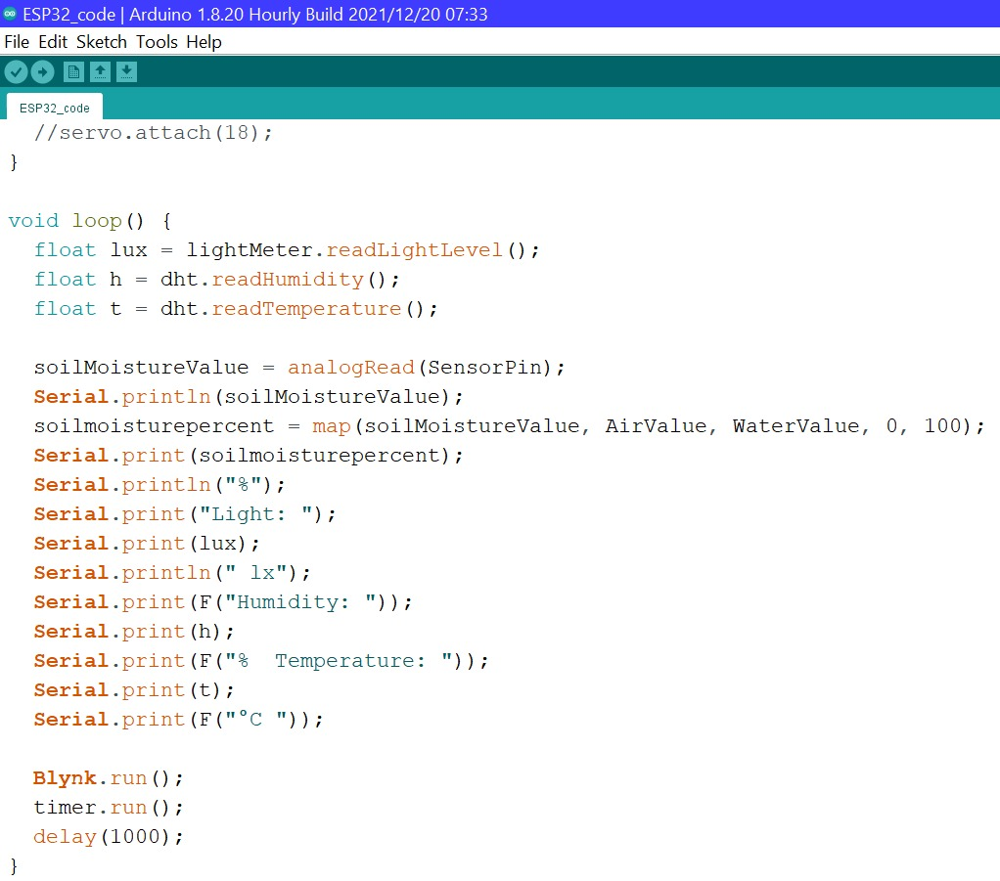 ESP32_code | Arduino 1.8.20 Hourly Build 2021/12/20 07:33
File Edit Sketch Tools Help
ESP32_code
  //servo.attach(18);
}

void loop() {
  float lux = lightMeter.readLightLevel();
  float h = dht.readHumidity();
  float t = dht.readTemperature();

  soilMoistureValue = analogRead(SensorPin);
  Serial.println(soilMoistureValue);
  soilmoisturepercent = map(soilMoistureValue, AirValue, WaterValue, 0, 100);
  Serial.print(soilmoisturepercent);
  Serial.println("%");
  Serial.print("Light: ");
  Serial.print(lux);
  Serial.println(" lx");
  Serial.print(F("Humidity: "));
  Serial.print(h);
  Serial.print(F("%  Temperature: "));
  Serial.print(t);
  Serial.print(F("°C "));

  Blynk.run();
  timer.run();
  delay(1000);
}